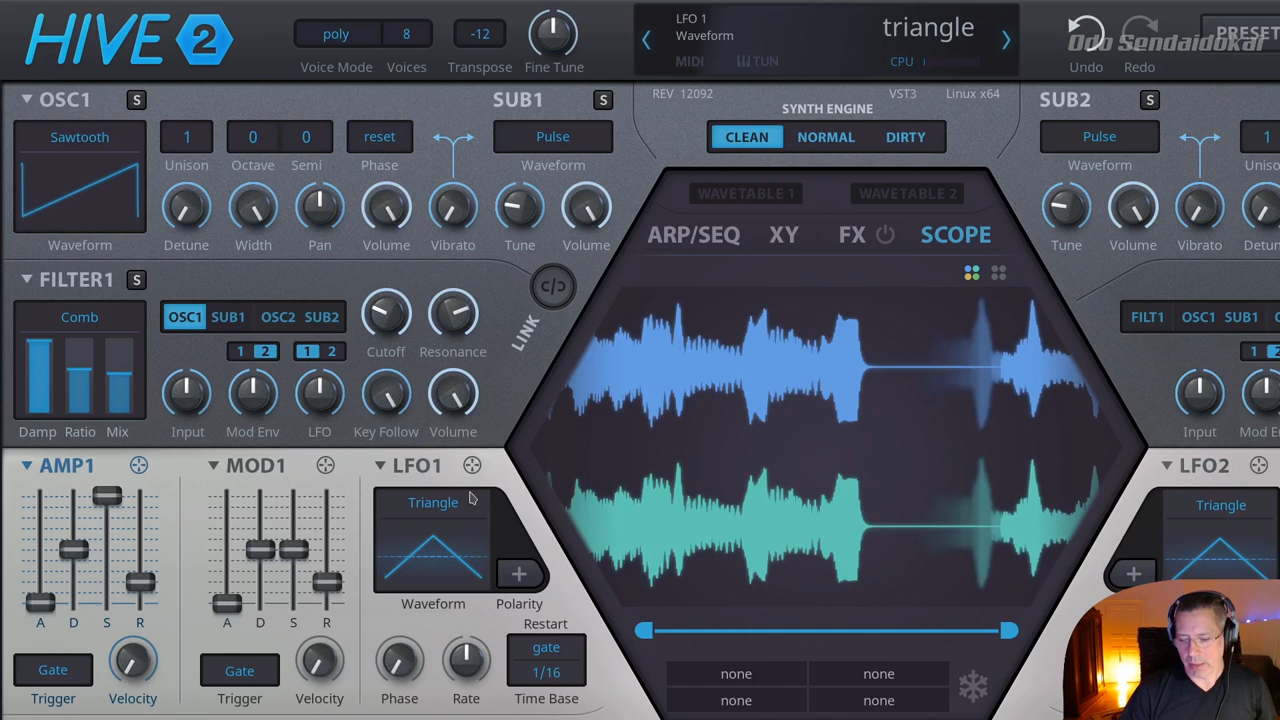 HIVE 2
poly 8 -12
Voice Mode Voices Transpose Fine Tune
LFO 1
Waveform
triangle
MIDI TUN CPU
Undo Redo
PRESET
Odo Sendaidokai
OSC1 S
Sawtooth
Waveform
1 0 0 reset
Unison Octave Semi Phase
Detune Width Pan Volume Vibrato
SUB1 S
Pulse
Waveform
Tune Volume
REV 12092 VST3 Linux x64
SYNTH ENGINE
CLEAN NORMAL DIRTY
WAVETABLE 1 WAVETABLE 2
ARP/SEQ XY FX SCOPE
SUB2 S
Pulse
Waveform
1
Tune Volume Vibrato
FILTER1 S
Comb
Damp Ratio Mix
OSC1 SUB1 OSC2 SUB2
1 2 1 2
Cutoff Resonance
Input Mod Env LFO Key Follow Volume
LINK
FILT1 OSC1 SUB1
1 2
Input
AMP1
A D S R
Gate
Trigger Velocity
MOD1
A D S R
Gate
Trigger Velocity
LFO1
Triangle
Waveform Polarity
Phase Rate
Restart
gate
1/16
Time Base
none none
none none
LFO2
Triangle